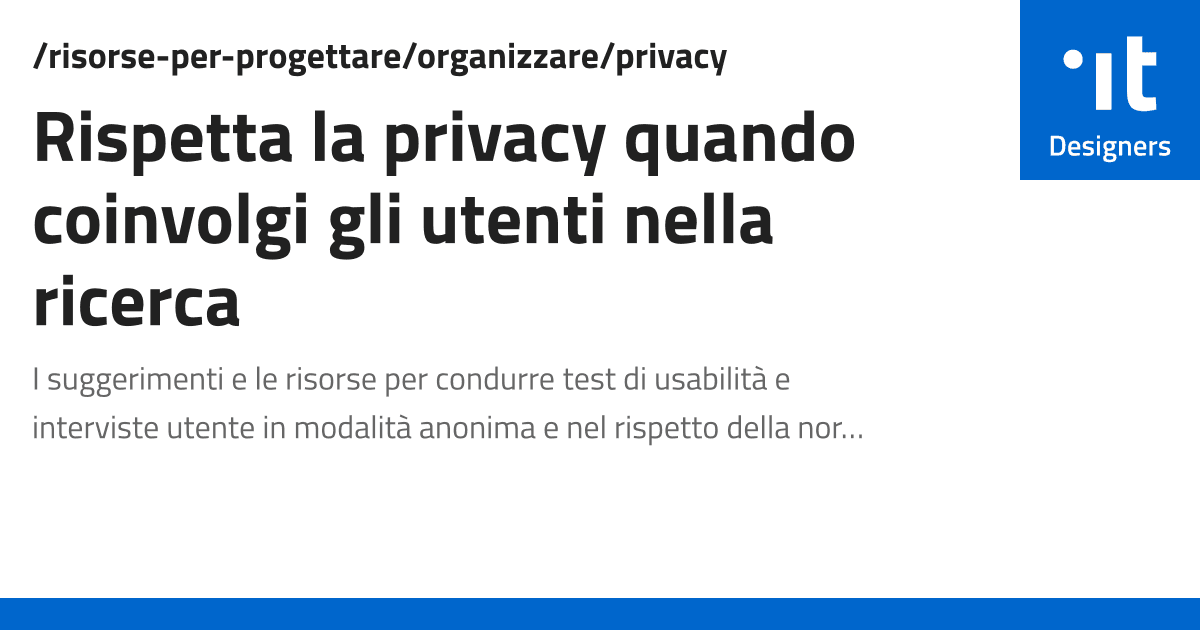 /risorse-per-progettare/organizzare/privacy
Rispetta la privacy quando
coinvolgi gli utenti nella
ricerca
I suggerimenti e le risorse per condurre test di usabilità e
interviste utente in modalità anonima e nel rispetto della nor...
it
Designers